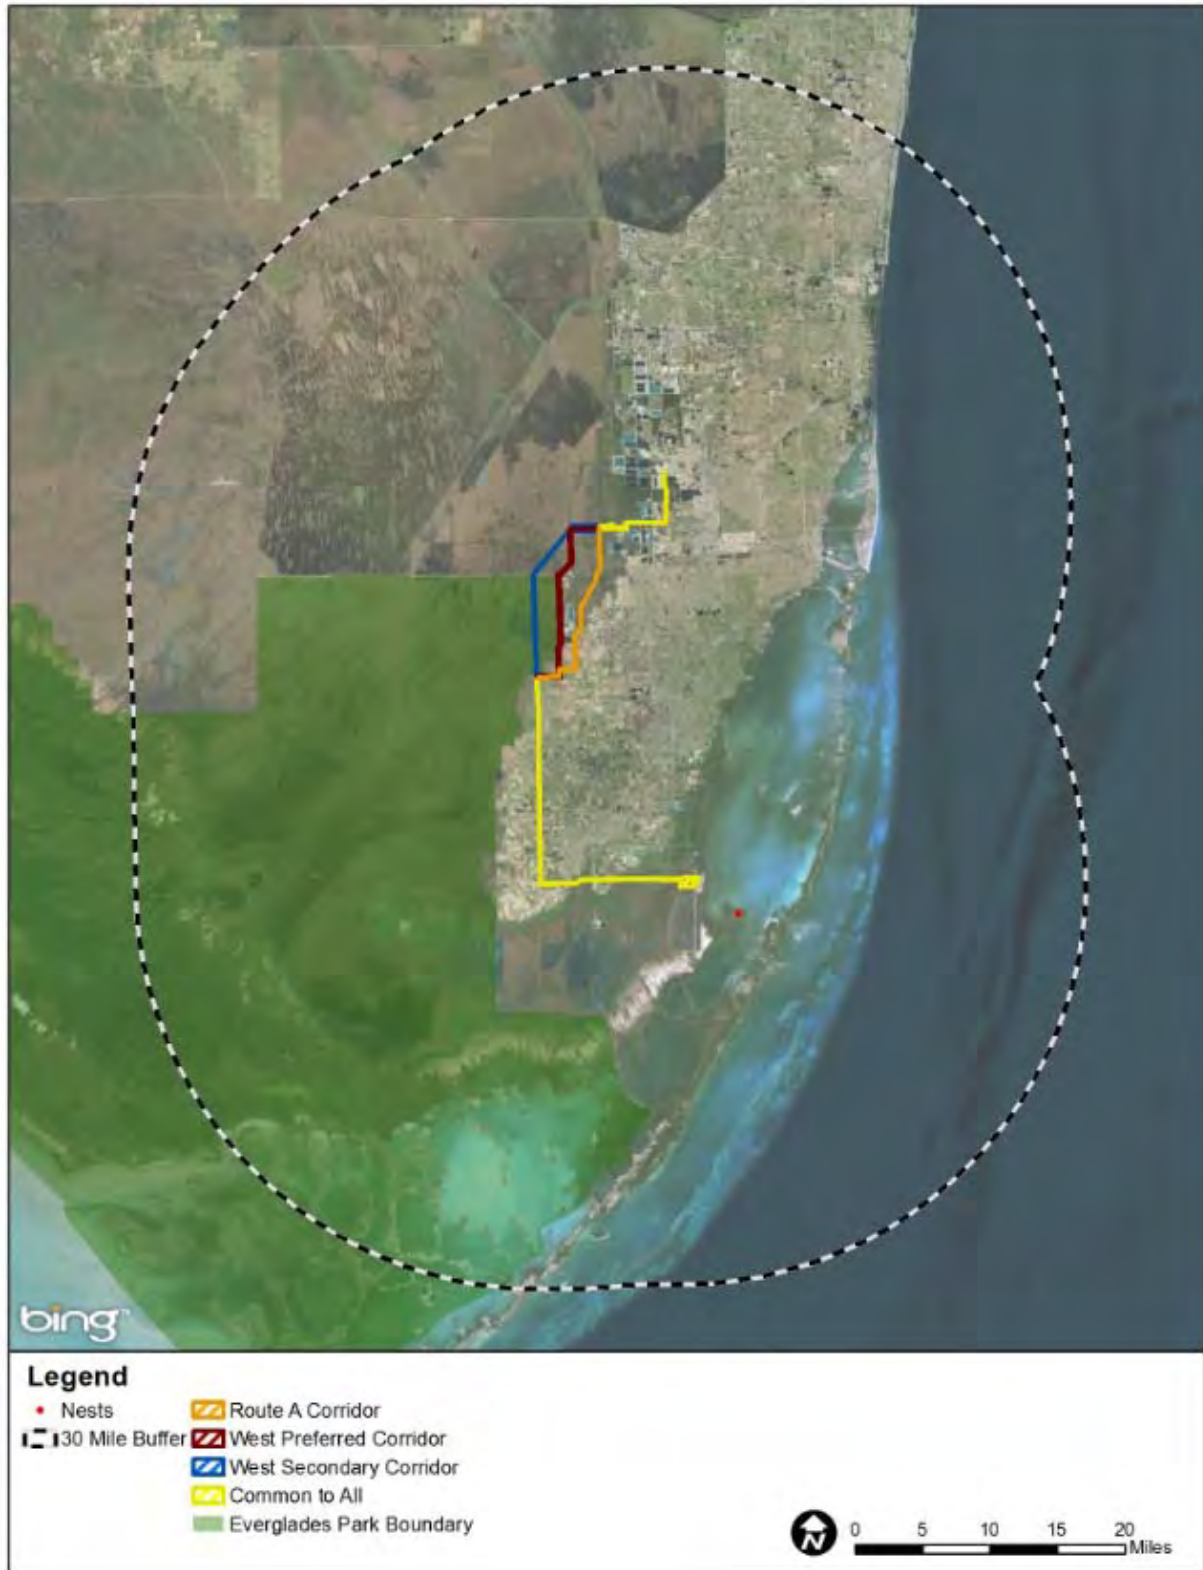 bing™
Legend
Nests
30 Mile Buffer
Route A Corridor
West Preferred Corridor
West Secondary Corridor
Common to All
Everglades Park Boundary
N
0 5 10 15 20
Miles